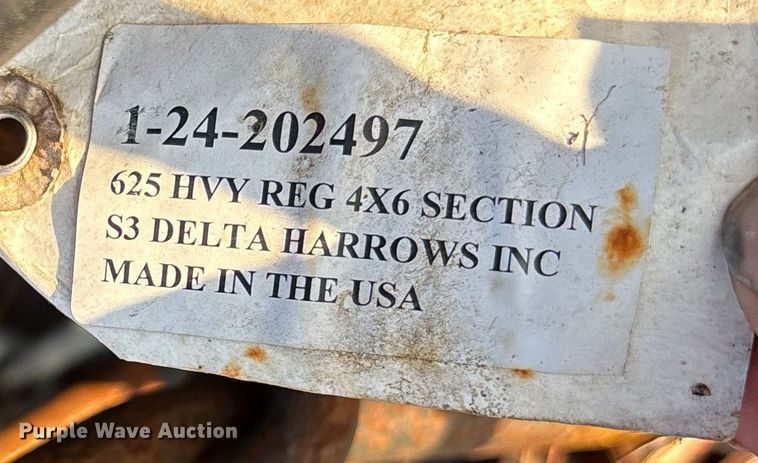 1-24-202497
625 HVY REG 4X6 SECTION
S3 DELTA HARROWS INC
MADE IN THE USA
Purple Wave Auction